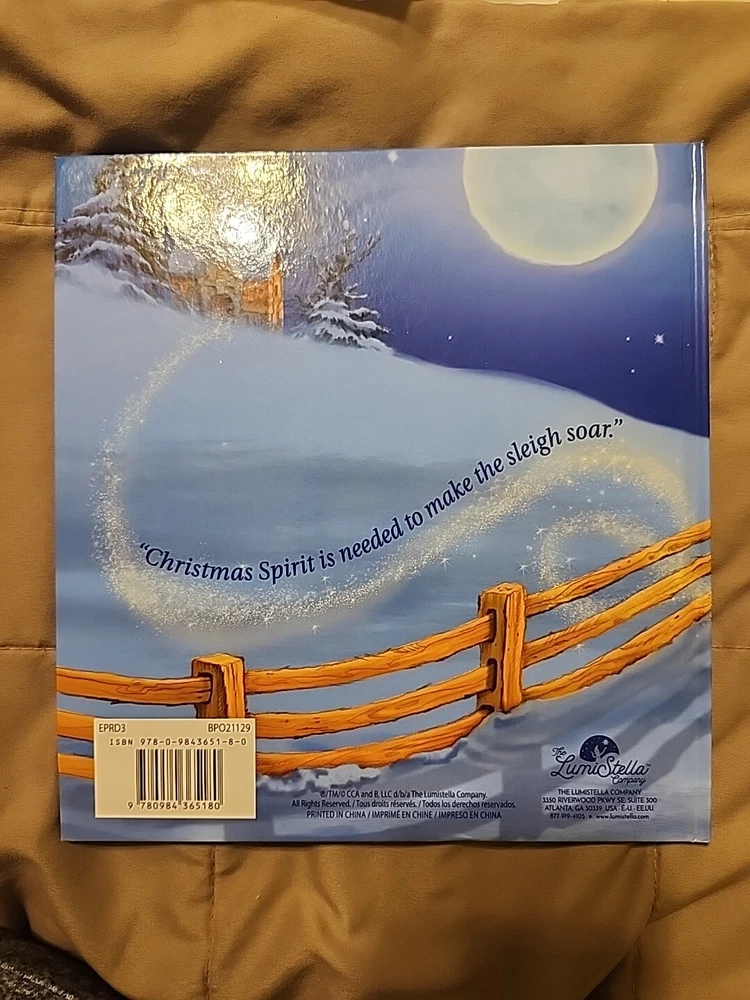 “Christmas Spirit is needed to make the sleigh soar.”
EPRD3 BPO21129
ISBN 978-0-9843651-8-0
9 780984 365180
®/TM/© CCA and B, LLC d/b/a The Lumistella Company.
All Rights Reserved. / Tous droits réservés. / Todos los derechos reservados.
PRINTED IN CHINA / IMPRIMÉ EN CHINE / IMPRESO EN CHINA
The
LumiStella™
Company
THE LUMISTELLA COMPANY
3350 RIVERWOOD PKWY SE, SUITE 300
ATLANTA, GA 30339 USA · É.-U. · EE.UU.
877-919-4105 • www.lumistella.com